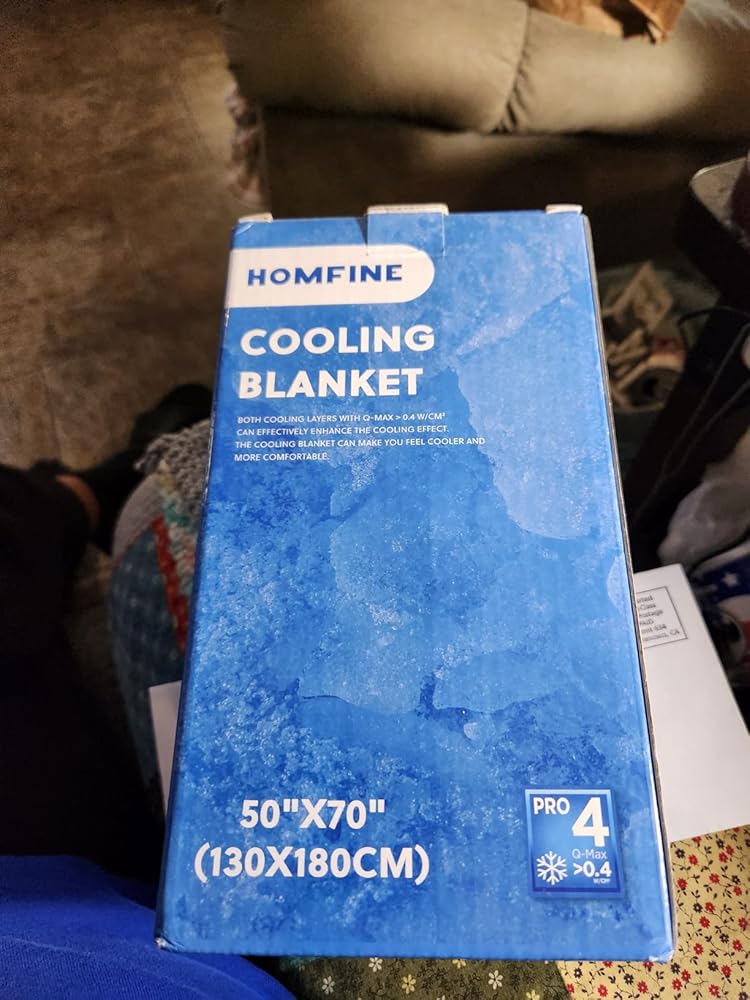 HOMFINE
COOLING
BLANKET
BOTH COOLING LAYERS WITH Q-MAX > 0.4 W/CM²
CAN EFFECTIVELY ENHANCE THE COOLING EFFECT.
THE COOLING BLANKET CAN MAKE YOU FEEL COOLER AND
MORE COMFORTABLE.
50"X70"
(130X180CM)
PRO 4
Q-Max
>0.4
W/CM²